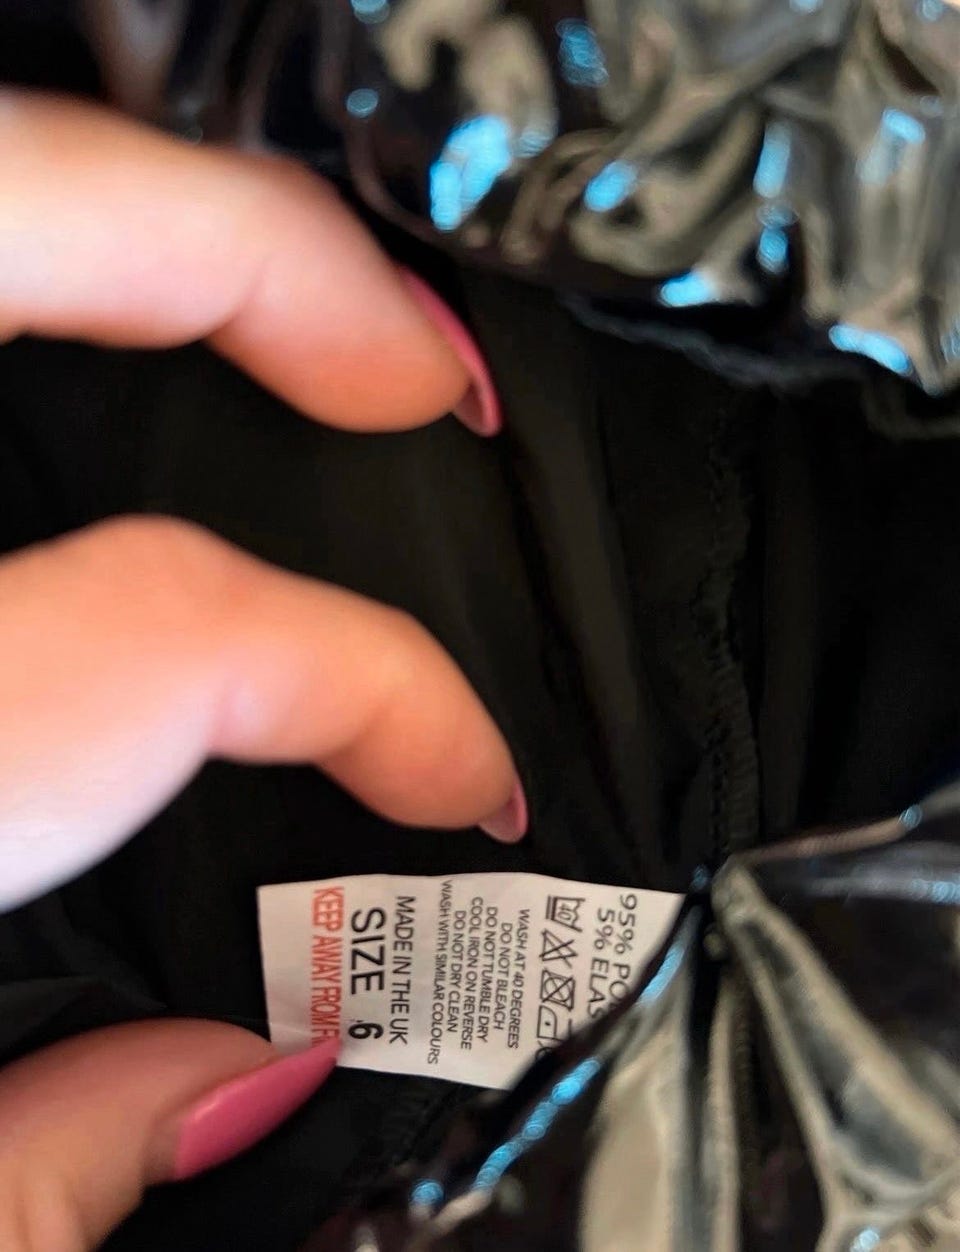 95%
5%
WASH AT 40 DEGREES
DO NOT BLEACH
DO NOT TUMBLE DRY
COOL IRON ON REVERSE
DO NOT DRY CLEAN
WASH WITH SIMILAR COLOURS
MADE IN THE UK
SIZE 6
KEEP AWAY FROM